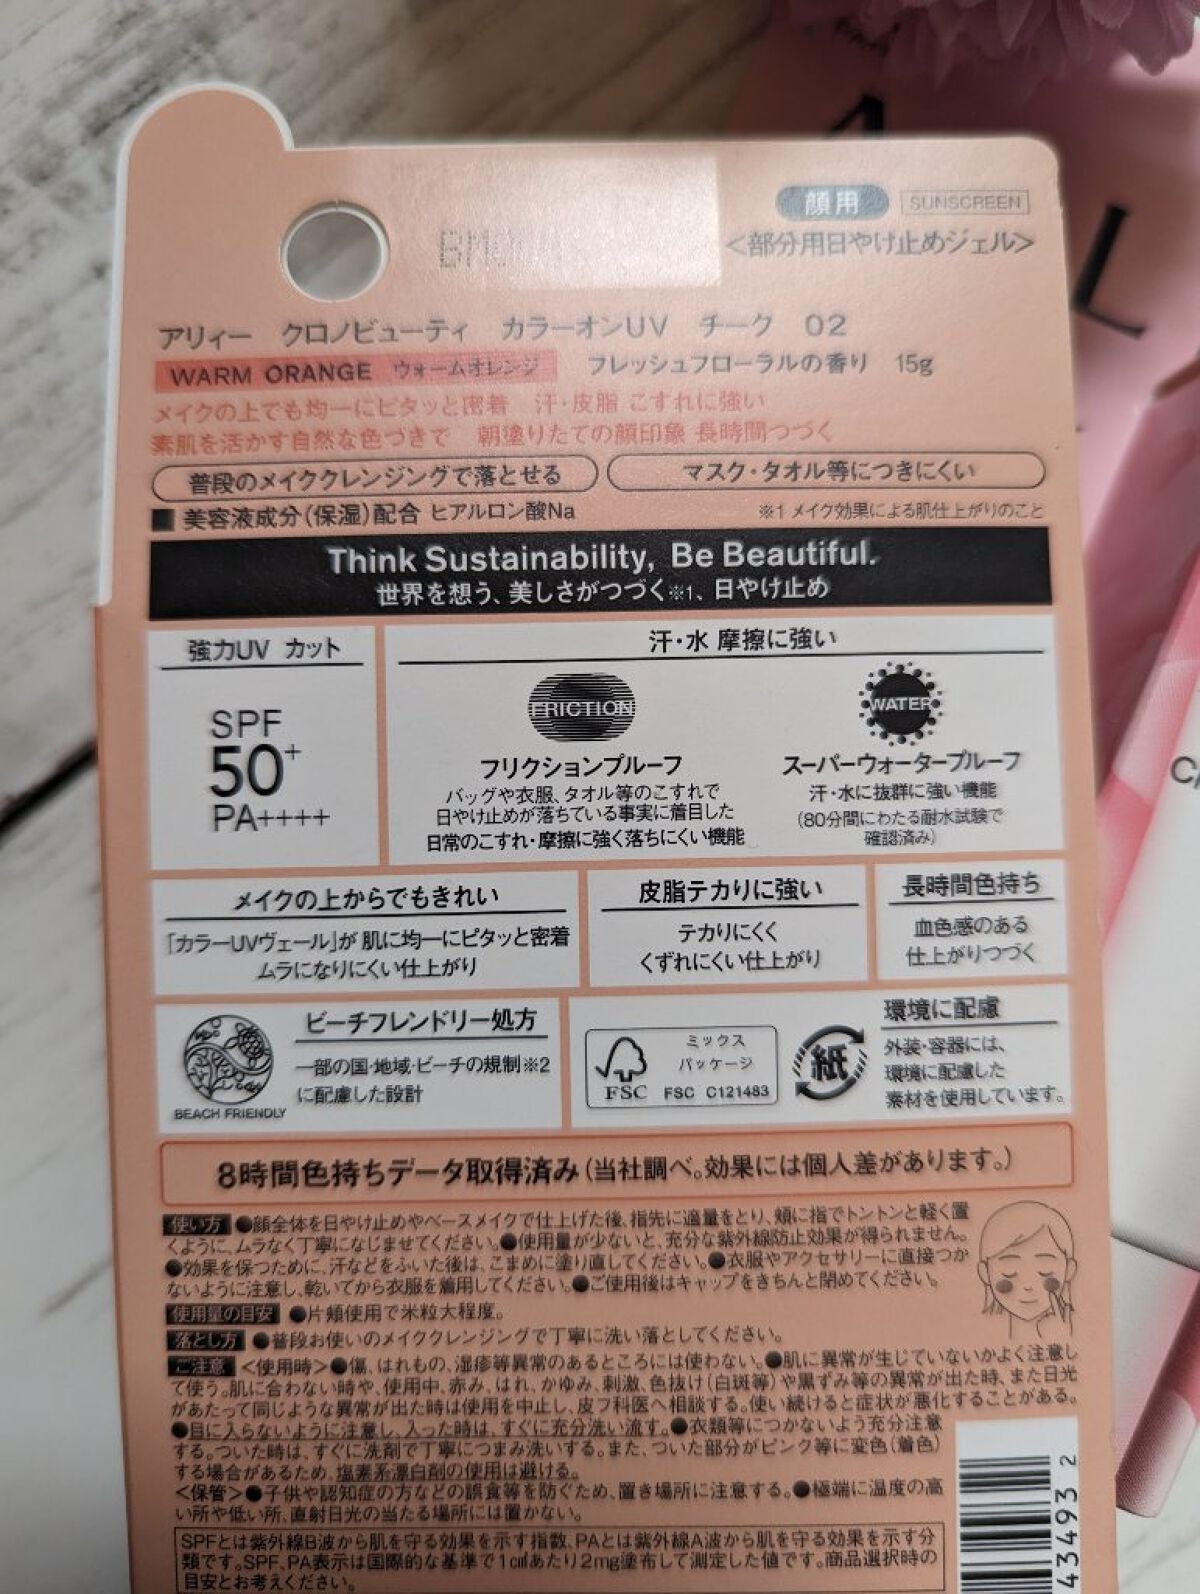 顔用 SUNSCREEN
<部分用日やけ止めジェル>
アリィー クロノビューティ カラーオンUV チーク 02
WARM ORANGE ウォームオレンジ フレッシュフローラルの香り 15g
メイクの上でも均一にピタッと密着 汗・皮脂 こすれに強い
素肌を活かす自然な色づきで 朝塗りたての顔印象 長時間つづく
普段のメイククレンジングで落とせる マスク・タオル等につきにくい
■ 美容液成分(保湿)配合 ヒアルロン酸Na ※1 メイク効果による肌仕上がりのこと
Think Sustainability, Be Beautiful.
世界を想う、美しさがつづく※1、日やけ止め
強力UV カット
SPF
50+
PA++++
汗・水 摩擦に強い
FRICTION
フリクションプルーフ
バッグや衣服、タオル等のこすれで
日やけ止めが落ちている事実に着目した
日常のこすれ・摩擦に強く落ちにくい機能
WATER
スーパーウォータープルーフ
汗・水に抜群に強い機能
(80分間にわたる耐水試験で
確認済み)
メイクの上からでもきれい
「カラーUVヴェール」が 肌に均一にピタッと密着
ムラになりにくい仕上がり
皮脂テカりに強い
テカりにくく
くずれにくい仕上がり
長時間色持ち
血色感のある
仕上がりつづく
BEACH FRIENDLY
ビーチフレンドリー処方
一部の国・地域・ビーチの規制※2
に配慮した設計
FSC
ミックス
パッケージ
FSC C121483
紙
環境に配慮
外装・容器には、
環境に配慮した
素材を使用しています。
8時間色持ちデータ取得済み(当社調べ。効果には個人差があります。)
使い方 ●顔全体を日やけ止めやベースメイクで仕上げた後、指先に適量をとり、頬に指でトントンと軽く置
くように、ムラなく丁寧になじませてください。●使用量が少ないと、充分な紫外線防止効果が得られません。
●効果を保つために、汗などをふいた後は、こまめに塗り直してください。●衣服やアクセサリーに直接つか
ないように注意し、乾いてから衣服を着用してください。●ご使用後はキャップをきちんと閉めてください。
使用量の目安 ●片頬使用で米粒大程度。
落とし方 ●普段お使いのメイククレンジングで丁寧に洗い落としてください。
ご注意 <使用時>●傷、はれもの、湿疹等異常のあるところには使わない。●肌に異常が生じていないかよく注意し
て使う。肌に合わない時や、使用中、赤み、はれ、かゆみ、刺激、色抜け(白斑等)や黒ずみ等の異常が出た時、また日光
があたって同じような異常が出た時は使用を中止し、皮フ科医へ相談する。使い続けると症状が悪化することがある。
●目に入らないように注意し、入った時は、すぐに充分洗い流す。●衣類等につかないよう充分注意
する。ついた時は、すぐに洗剤で丁寧につまみ洗いする。また、ついた部分がピンク等に変色(着色)
する場合があるため、塩素系漂白剤の使用は避ける。
<保管>●子供や認知症の方などの誤食等を防ぐため、置き場所に注意する。●極端に温度の高
い所や低い所、直射日光の当たる場所には置かない。
SPFとは紫外線B波から肌を守る効果を示す指数、PAとは紫外線A波から肌を守る効果を示す分
類です。SPF、PA表示は国際的な基準で1c㎡あたり2mg塗布して測定した値です。商品選択時の
目安とお考えください。
43493 2